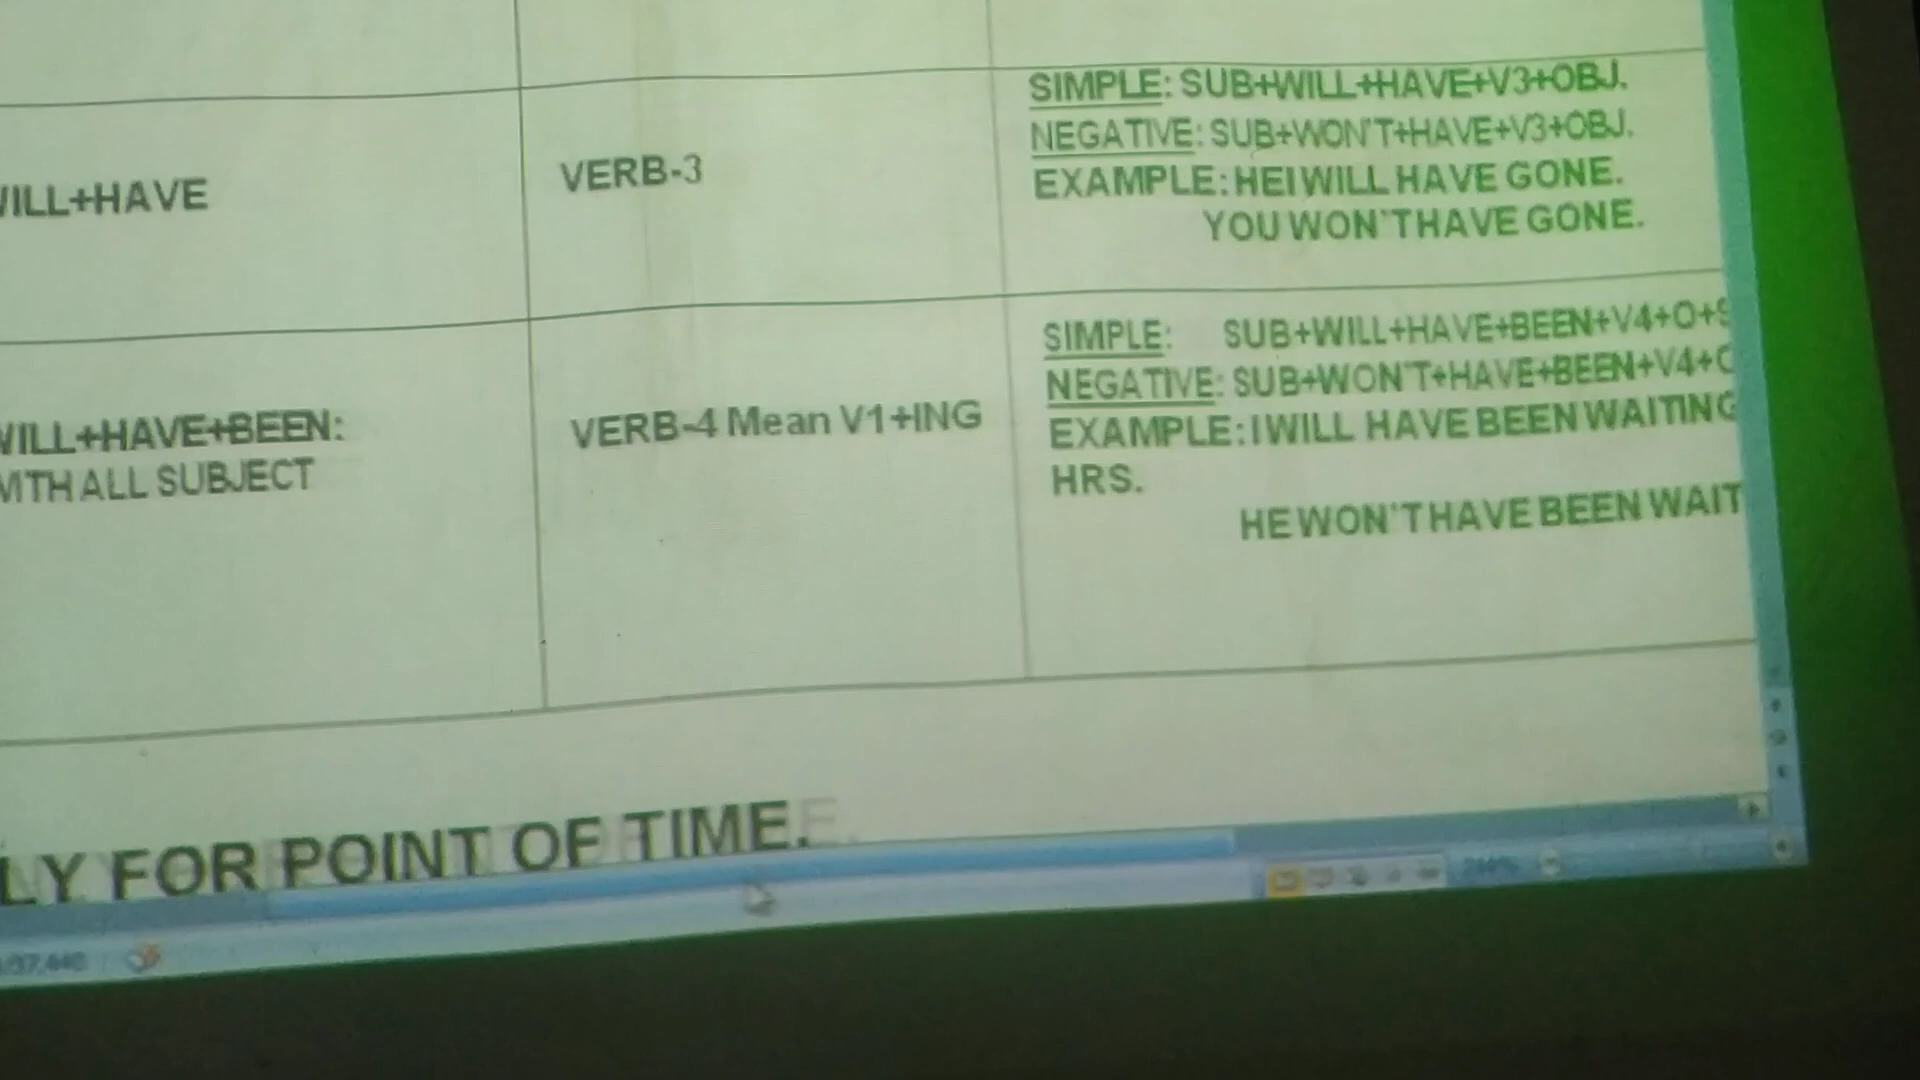 WILL+HAVE
VERB-3
SIMPLE: SUB+WILL+HAVE+V3+OBJ.
NEGATIVE: SUB+WON'T+HAVE+V3+OBJ.
EXAMPLE: HE I WILL HAVE GONE.
YOU WON'T HAVE GONE.
WILL+HAVE+BEEN:
WITH ALL SUBJECT
VERB-4 Mean V1+ING
SIMPLE: SUB+WILL+HAVE+BEEN+V4+O+S
NEGATIVE: SUB+WON'T+HAVE+BEEN+V4+O
EXAMPLE: I WILL HAVE BEEN WAITING
HRS.
HE WON'T HAVE BEEN WAIT
LY FOR POINT OF TIME.